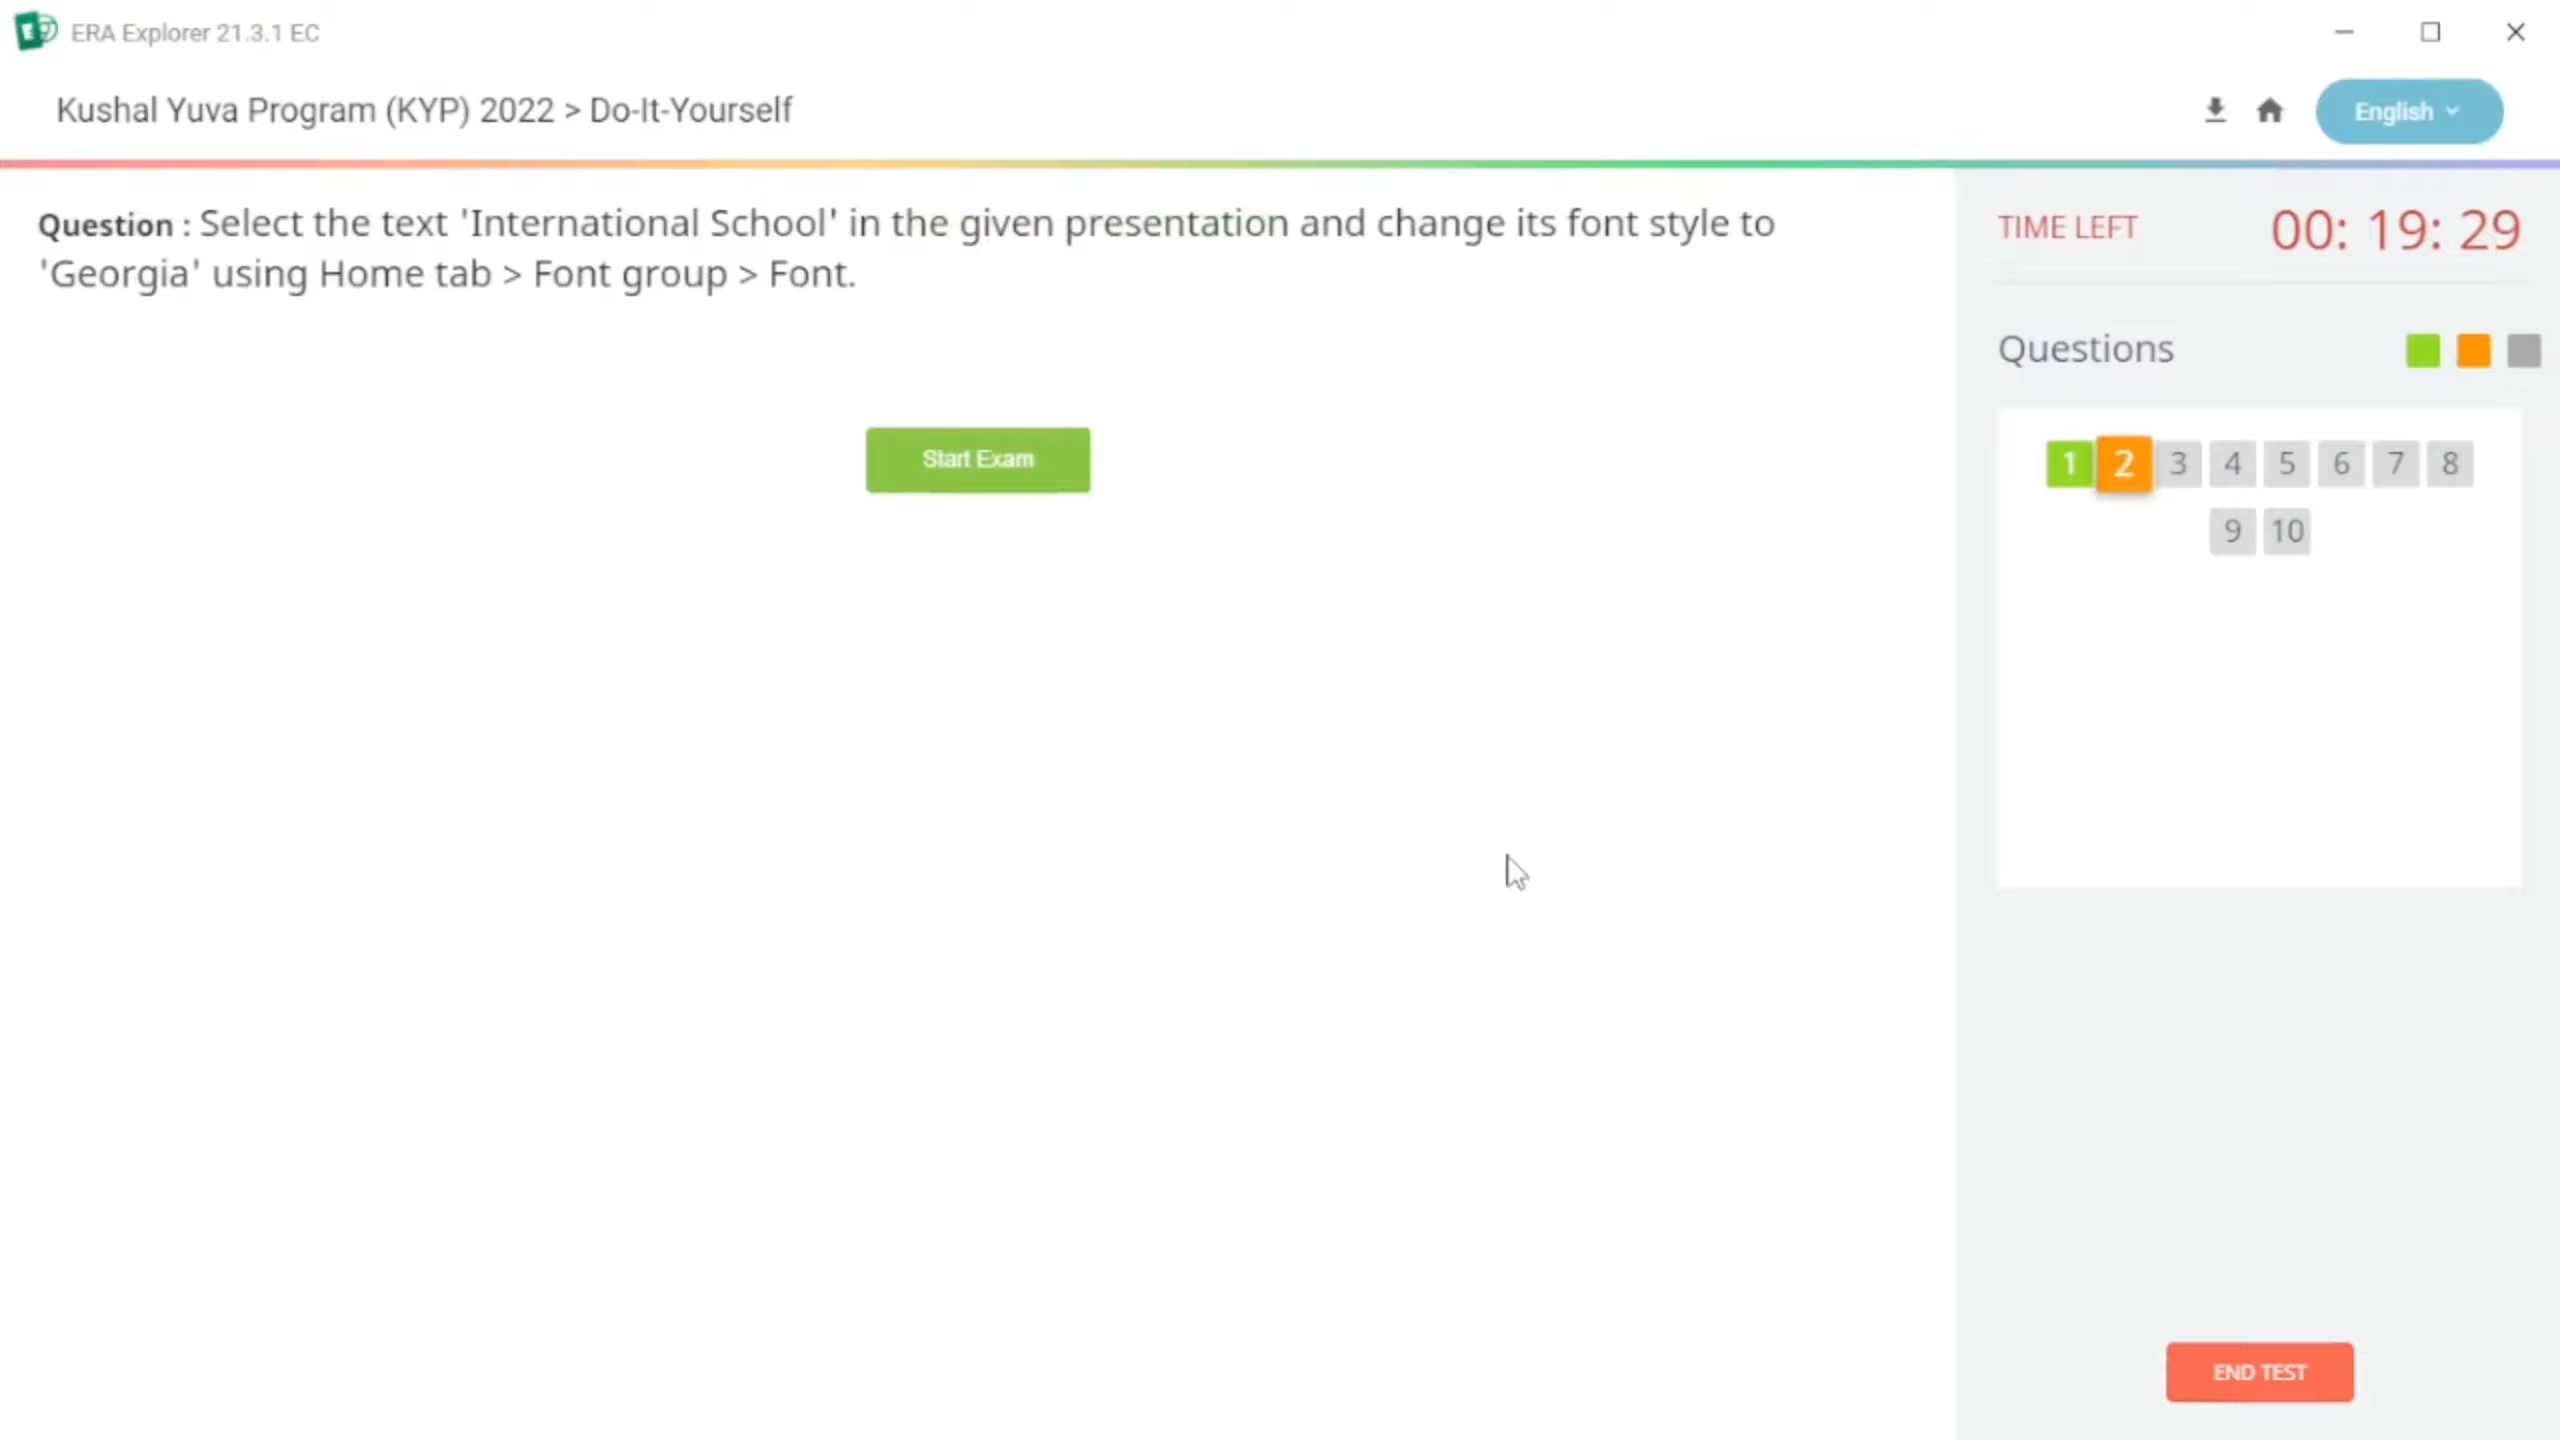 ERA Explorer 21.3.1 EC
Kushal Yuva Program (KYP) 2022 > Do-It-Yourself
English
Question : Select the text 'International School' in the given presentation and change its font style to
'Georgia' using Home tab > Font group > Font.
Start Exam
TIME LEFT 00: 19: 29
Questions
1 2 3 4 5 6 7 8
9 10
END TEST